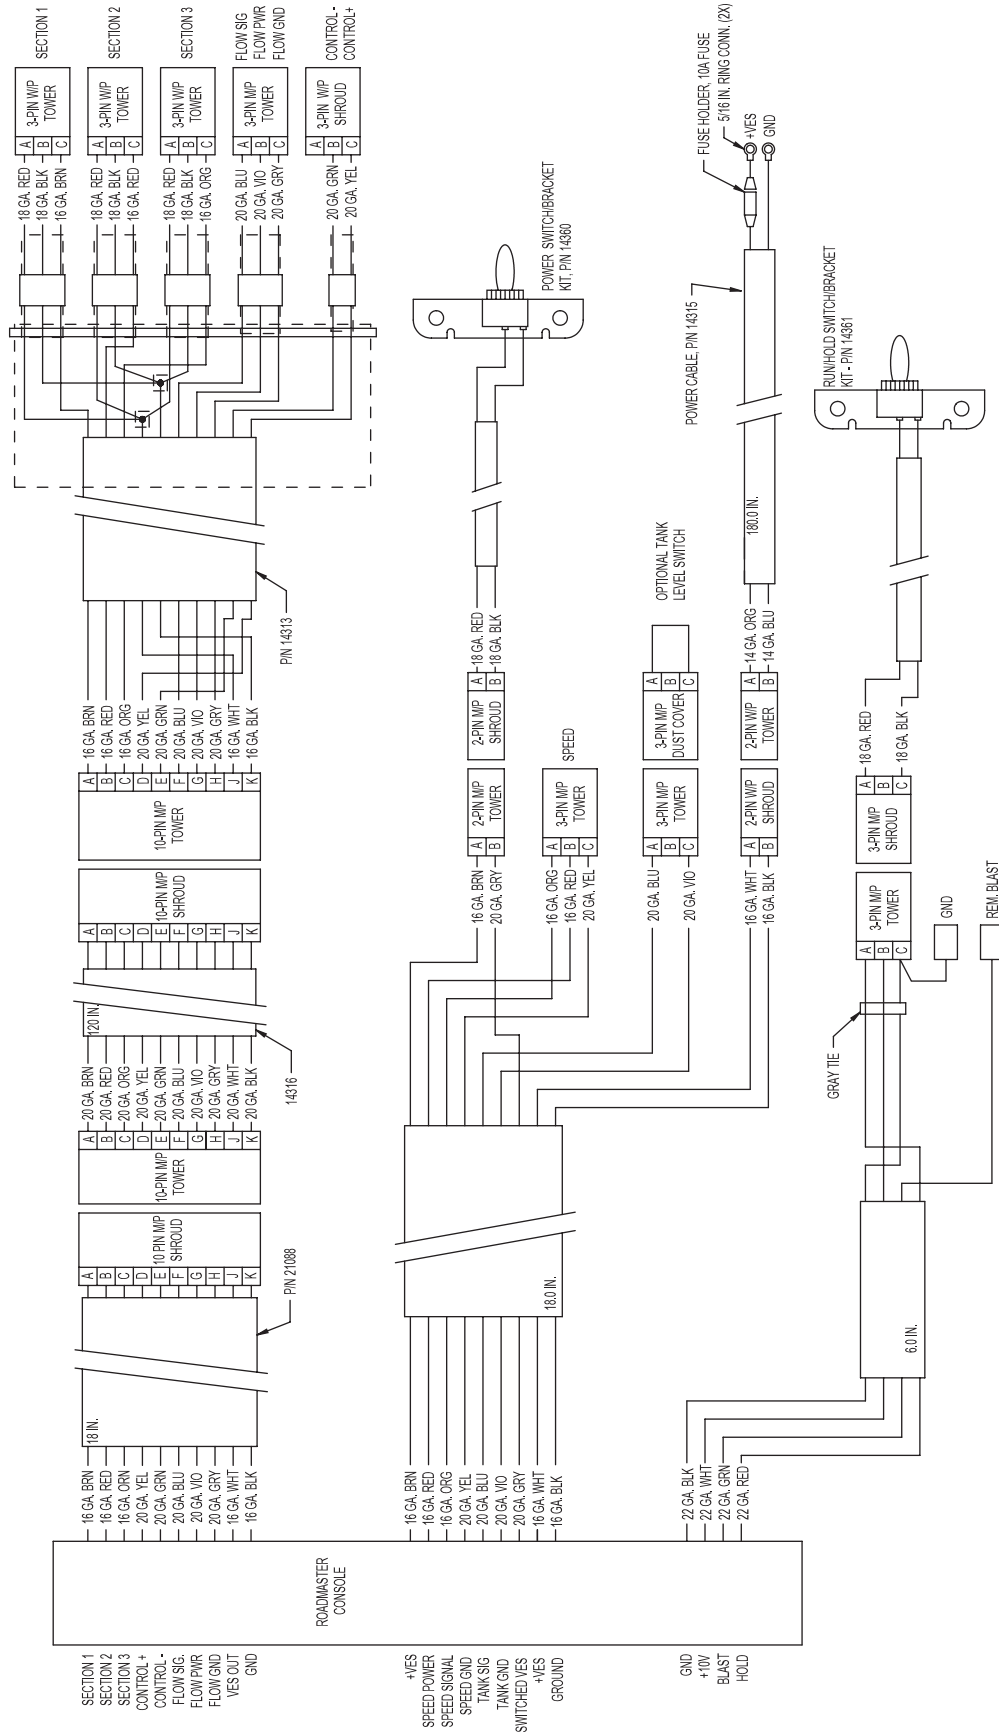 SECTION 1
SECTION 2
SECTION 3
FLOW SIG
FLOW PWR
FLOW GND
CONTROL-
CONTROL+
3-PIN W/P
TOWER
3-PIN W/P
TOWER
3-PIN W/P
TOWER
3-PIN M/P
TOWER
3-PIN W/P
SHROUD
A
B
C
A
B
C
A
B
C
A
B
C
A
B
C
18 GA. RED
18 GA. BLK
16 GA. BRN
18 GA. RED
18 GA. BLK
16 GA. RED
18 GA. RED
18 GA. BLK
16 GA. ORG
20 GA. BLU
20 GA. VIO
20 GA. GRY
20 GA. GRN
20 GA. YEL
P/N 14313
16 GA. BRN
16 GA. RED
16 GA. ORG
20 GA. YEL
20 GA. GRN
20 GA. BLU
20 GA. VIO
20 GA. GRY
16 GA. WHT
16 GA. BLK
A
B
C
D
E
F
G
H
J
K
10-PIN M/P
TOWER
10-PIN M/P
SHROUD
A
B
C
D
E
F
G
H
J
K
120 IN.
14316
20 GA. BRN
20 GA. RED
20 GA. ORG
20 GA. YEL
20 GA. GRN
20 GA. BLU
20 GA. VIO
20 GA. GRY
20 GA. WHT
20 GA. BLK
A
B
C
D
E
F
G
H
J
K
10-PIN M/P
TOWER
10 PIN M/P
SHROUD
A
B
C
D
E
F
G
H
J
K
P/N 21088
18 IN.
16 GA. BRN
16 GA. RED
16 GA. ORN
20 GA. YEL
20 GA. GRN
20 GA. BLU
20 GA. VIO
20 GA. GRY
16 GA. WHT
16 GA. BLK
SECTION 1
SECTION 2
SECTION 3
CONTROL +
CONTROL -
FLOW SIG.
FLOW PWR
FLOW GND
VES OUT
GND
ROADMASTER
CONSOLE
POWER SWITCH/BRACKET
KIT, P/N 14360
18 GA. RED
18 GA. BLK
A
B
2-PIN M/P
SHROUD
2-PIN M/P
TOWER
A
B
16 GA. BRN
20 GA. GRY
SPEED
3-PIN M/P
TOWER
A
B
C
16 GA. ORG
16 GA. RED
20 GA. YEL
OPTIONAL TANK
LEVEL SWITCH
A
B
C
3-PIN M/P
DUST COVER
3-PIN M/P
TOWER
A
B
C
20 GA. BLU
20 GA. VIO
FUSE HOLDER, 10A FUSE
5/16 IN. RING CONN. (2X)
+VES
GND
POWER CABLE, P/N 14315
180.0 IN.
14 GA. ORG
14 GA. BLU
A
B
2-PIN W/P
TOWER
2-PIN W/P
SHROUD
A
B
16 GA. WHT
16 GA. BLK
18.0 IN.
16 GA. BRN
16 GA. RED
16 GA. ORG
20 GA. YEL
20 GA. BLU
20 GA. VIO
20 GA. GRY
16 GA. WHT
16 GA. BLK
+VES
SPEED POWER
SPEED SIGNAL
SPEED GND
TANK SIG
TANK GND
SWITCHED VES
+VES
GROUND
RUN/HOLD SWITCH/BRACKET
KIT - P/N 14361
18 GA. RED
18 GA. BLK
A
B
C
3-PIN M/P
SHROUD
3-PIN M/P
TOWER
A
B
C
GND
REM. BLAST
GRAY TIE
6.0 IN.
22 GA. BLK
22 GA. WHT
22 GA. GRN
22 GA. RED
GND
+10V
BLAST
HOLD